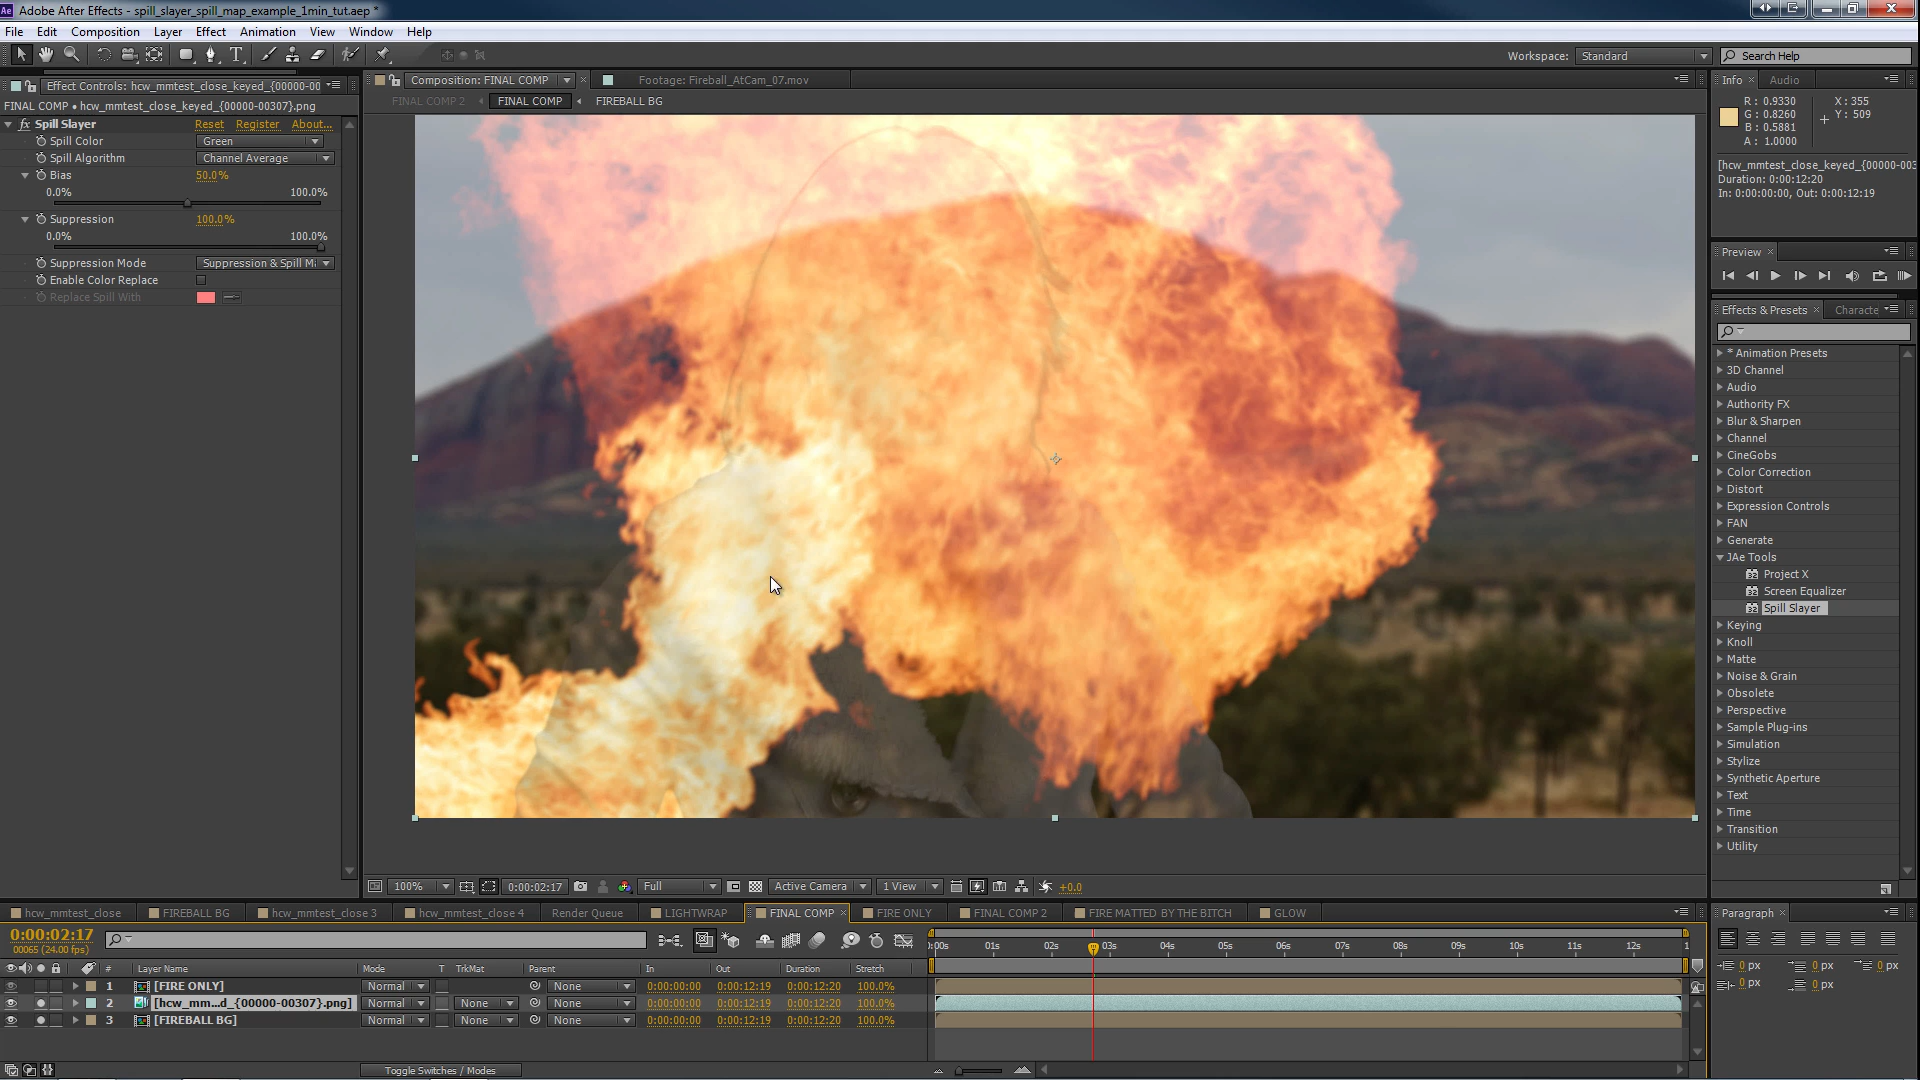 Adobe After Effects - spill_slayer_spill_map_example_1min_tut.aep *
File Edit Composition Layer Effect Animation View Window Help
Workspace: Standard Search Help
Effect Controls: hcw_mmtest_close_keyed_{00000-00
FINAL COMP • hcw_mmtest_close_keyed_{00000-00307}.png
fx Spill Slayer Reset Register About...
Spill Color Green
Spill Algorithm Channel Average
Bias 50.0%
0.0% 100.0%
Suppression 100.0%
0.0% 100.0%
Suppression Mode Suppression & Spill Ma
Enable Color Replace
Replace Spill With
Composition: FINAL COMP Footage: Fireball_AtCam_07.mov
FINAL COMP 2 FINAL COMP FIREBALL BG
100% 0:00:02:17 Full Active Camera 1 View +0.0
Info Audio
R: 0.9330 X: 355
G: 0.8260 Y: 509
B: 0.5881
A: 1.0000
[hcw_mmtest_close_keyed_{00000-003
Duration: 0:00:12:20
In: 0:00:00:00, Out: 0:00:12:19
Preview
Effects & Presets Characte
* Animation Presets
3D Channel
Audio
Authority FX
Blur & Sharpen
Channel
CineGobs
Color Correction
Distort
Expression Controls
FAN
Generate
JAe Tools
Project X
Screen Equalizer
Spill Slayer
Keying
Knoll
Matte
Noise & Grain
Obsolete
Perspective
Sample Plug-ins
Simulation
Stylize
Synthetic Aperture
Text
Time
Transition
Utility
hcw_mmtest_close FIREBALL BG hcw_mmtest_close 3 hcw_mmtest_close 4 Render Queue LIGHTWRAP FINAL COMP FIRE ONLY FINAL COMP 2 FIRE MATTED BY THE BITCH GLOW
0:00:02:17
00065 (24.00 fps)
:00s 01s 02s 03s 04s 05s 06s 07s 08s 09s 10s 11s 12s 1
# Layer Name Mode T TrkMat Parent In Out Duration Stretch
1 [FIRE ONLY] Normal None 0:00:00:00 0:00:12:19 0:00:12:20 100.0%
2 [hcw_mm...d_{00000-00307}.png] Normal None None 0:00:00:00 0:00:12:19 0:00:12:20 100.0%
3 [FIREBALL BG] Normal None None 0:00:00:00 0:00:12:19 0:00:12:20 100.0%
Toggle Switches / Modes
Paragraph
0 px 0 px 0 px
0 px 0 px